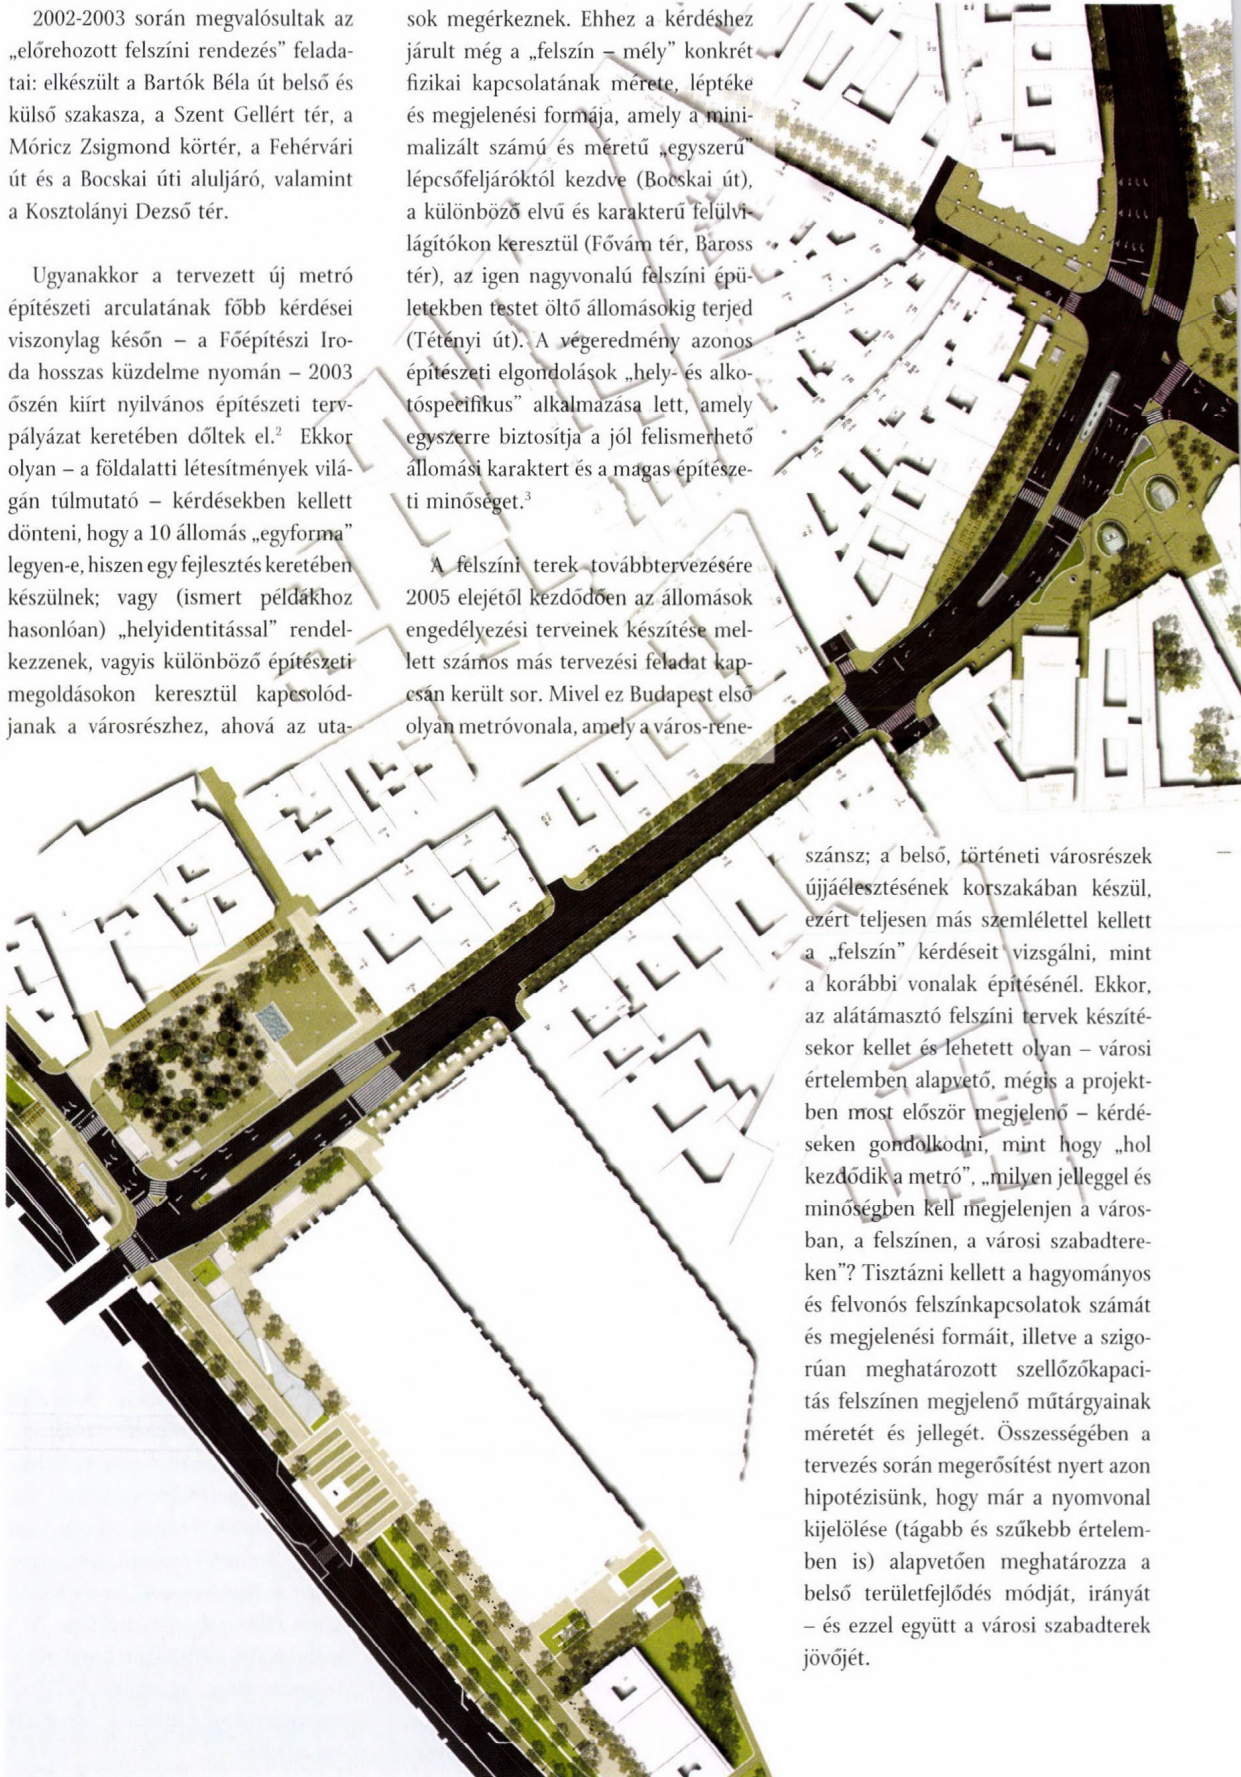 2002-2003 során megvalósultak az
„előrehozott felszíni rendezés” felada-
tai: elkészült a Bartók Béla út belső és
külső szakasza, a Szent Gellért tér, a
Móricz Zsigmond körtér, a Fehérvári
út és a Bocskai úti aluljáró, valamint
a Kosztolányi Dezső tér.
Ugyanakkor a tervezett új metró
építészeti arculatának főbb kérdései
viszonylag későn – a Főépítészi Iro-
da hosszas küzdelme nyomán – 2003
őszén kiírt nyilvános építészeti terv-
pályázat keretében dőltek el.² Ekkor
olyan – a földalatti létesítmények vilá-
gán túlmutató – kérdésekben kellett
dönteni, hogy a 10 állomás „egyforma”
legyen-e, hiszen egy fejlesztés keretében
készülnek; vagy (ismert példákhoz
hasonlóan) „helyidentitással” rendel-
kezzenek, vagyis különböző építészeti
megoldásokon keresztül kapcsolód-
janak a városrészhez, ahová az uta-
sok megérkeznek. Ehhez a kérdéshez
járult még a „felszín – mély” konkrét
fizikai kapcsolatának mérete, léptéke
és megjelenési formája, amely a mini-
malizált számú és méretű „egyszerű”
lépcsőfeljáróktól kezdve (Bocskai út),
a különböző elvű és karakterű felülvi-
lágítókon keresztül (Fővám tér, Baross
tér), az igen nagyvonalú felszíni épü-
letekben testet öltő állomásokig terjed
(Tétényi út). A végeredmény azonos
építészeti elgondolások „hely- és alko-
tóspecifikus” alkalmazása lett, amely
egyszerre biztosítja a jól felismerhető
állomási karaktert és a magas építésze-
ti minőséget.³
A felszíni terek továbbtervezésére
2005 elejétől kezdődően az állomások
engedélyezési terveinek készítése mel-
lett számos más tervezési feladat kap-
csán került sor. Mivel ez Budapest első
olyan metróvonala, amely a város-rene-
szánsz; a belső, történeti városrészek
újjáélesztésének korszakában készül,
ezért teljesen más szemlélettel kellett
a „felszín” kérdéseit vizsgálni, mint
a korábbi vonalak építésénél. Ekkor,
az alátámasztó felszíni tervek készíté-
sekor kellet és lehetett olyan – városi
értelemben alapvető, mégis a projekt-
ben most először megjelenő – kérdé-
seken gondolkodni, mint hogy „hol
kezdődik a metró”, „milyen jelleggel és
minőségben kell megjelenjen a város-
ban, a felszínen, a városi szabadtere-
ken”? Tisztázni kellett a hagyományos
és felvonós felszínkapcsolatok számát
és megjelenési formáit, illetve a szigo-
rúan meghatározott szellőzőkapaci-
tás felszínen megjelenő műtárgyainak
méretét és jellegét. Összességében a
tervezés során megerősítést nyert azon
hipotézisünk, hogy már a nyomvonal
kijelölése (tágabb és szűkebb értelem-
ben is) alapvetően meghatározza a
belső területfejlődés módját, irányát
– és ezzel együtt a városi szabadterek
jövőjét.